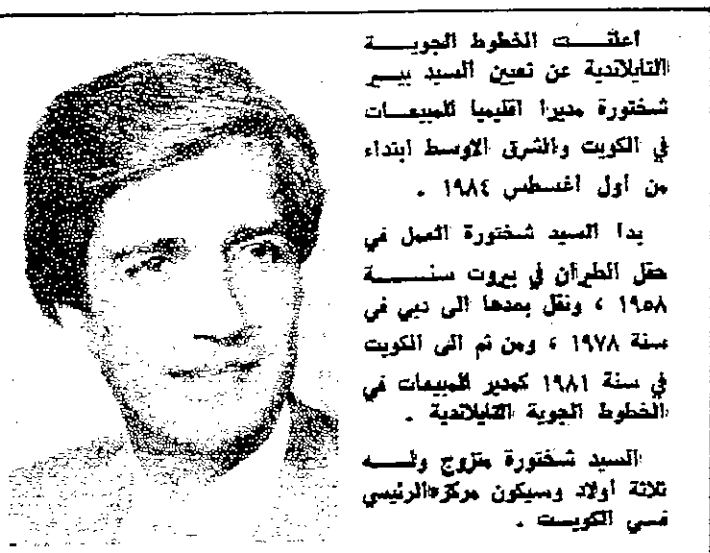 اعلنت الخطوط الجوية
التايلاندية عن تعيين السيد بيير
شختورة مديرا اقليميا للمبيعات
في الكويت والشرق الاوسط ابتداء
من أول اغسطس ١٩٨٤ .
بدا السيد شختورة العمل في
حقل الطيران في بيروت سنة
١٩٥٨ ، ونقل بعدها الى دبي في
سنة ١٩٧٨ ، ومن ثم الى الكويت
في سنة ١٩٨١ كمدير للمبيعات في
الخطوط الجوية التايلاندية .
السيد شختورة متزوج وله
ثلاثة أولاد وسيكون مركزه الرئيسي
في الكويت .